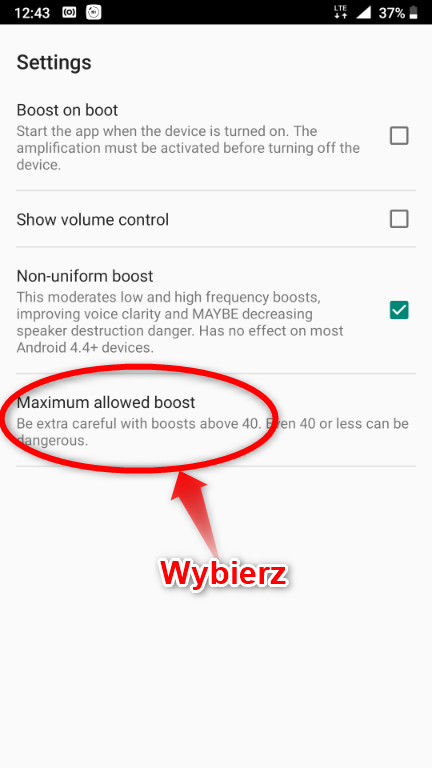 12:43
LTE
37%
Settings
Boost on boot
Start the app when the device is turned on. The
amplification must be activated before turning off the
device.
Show volume control
Non-uniform boost
This moderates low and high frequency boosts,
improving voice clarity and MAYBE decreasing
speaker destruction danger. Has no effect on most
Android 4.4+ devices.
Maximum allowed boost
Be extra careful with boosts above 40. Even 40 or less can be
dangerous.
Wybierz